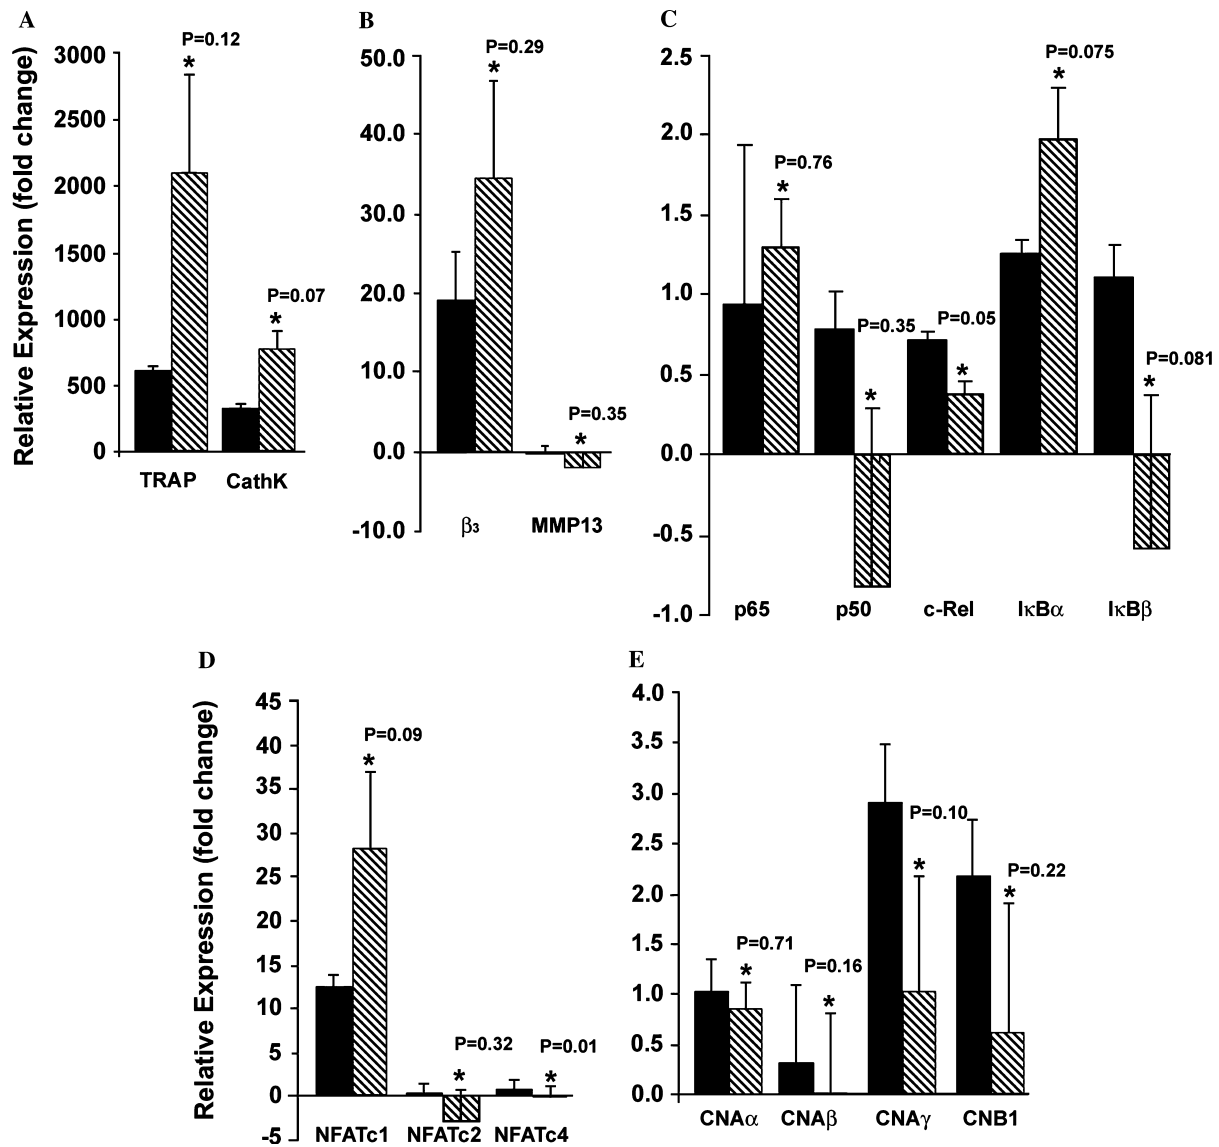 A
Relative Expression (fold change)
3000
2500
2000
1500
1000
500
0
P=0.12
*
P=0.07
*
TRAP
CathK
B
50.0
40.0
30.0
20.0
10.0
0.0
-10.0
P=0.29
*
P=0.35
*
β3
MMP13
C
2.5
2.0
1.5
1.0
0.5
0.0
-0.5
-1.0
P=0.76
*
P=0.35
*
P=0.05
*
P=0.075
*
P=0.081
*
p65
p50
c-Rel
IκBα
IκBβ
D
Relative Expression (fold change)
45
40
35
30
25
20
15
10
5
0
-5
P=0.09
*
P=0.32
*
P=0.01
*
NFATc1
NFATc2
NFATc4
E
4.0
3.5
3.0
2.5
2.0
1.5
1.0
0.5
0.0
P=0.71
*
P=0.16
*
P=0.10
*
P=0.22
*
CNAα
CNAβ
CNAγ
CNB1